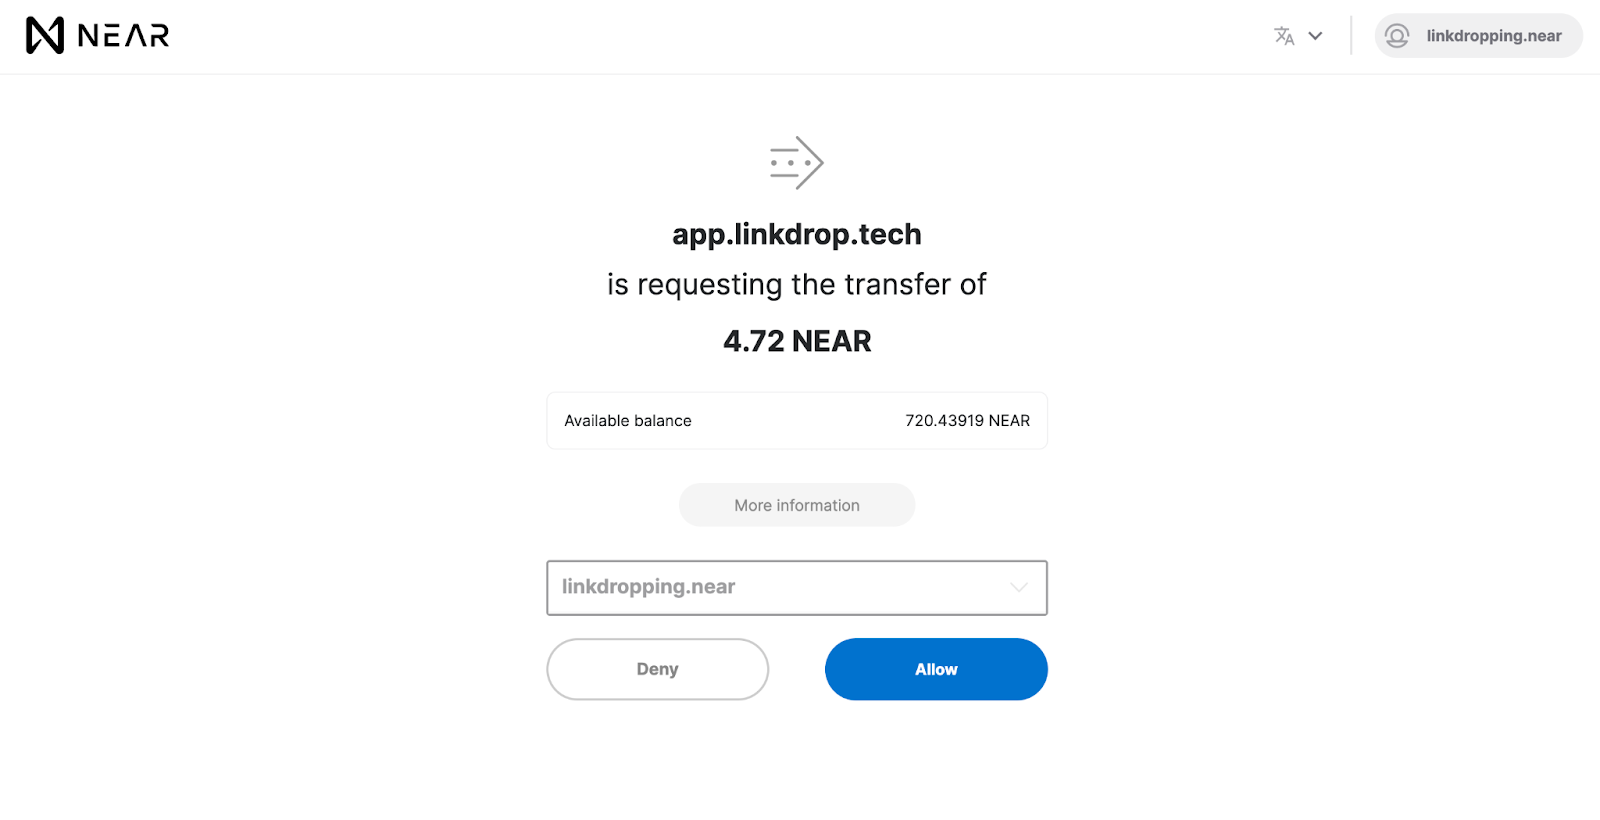 NEAR
linkdropping.near
app.linkdrop.tech
is requesting the transfer of
4.72 NEAR
Available balance 720.43919 NEAR
More information
linkdropping.near
Deny Allow